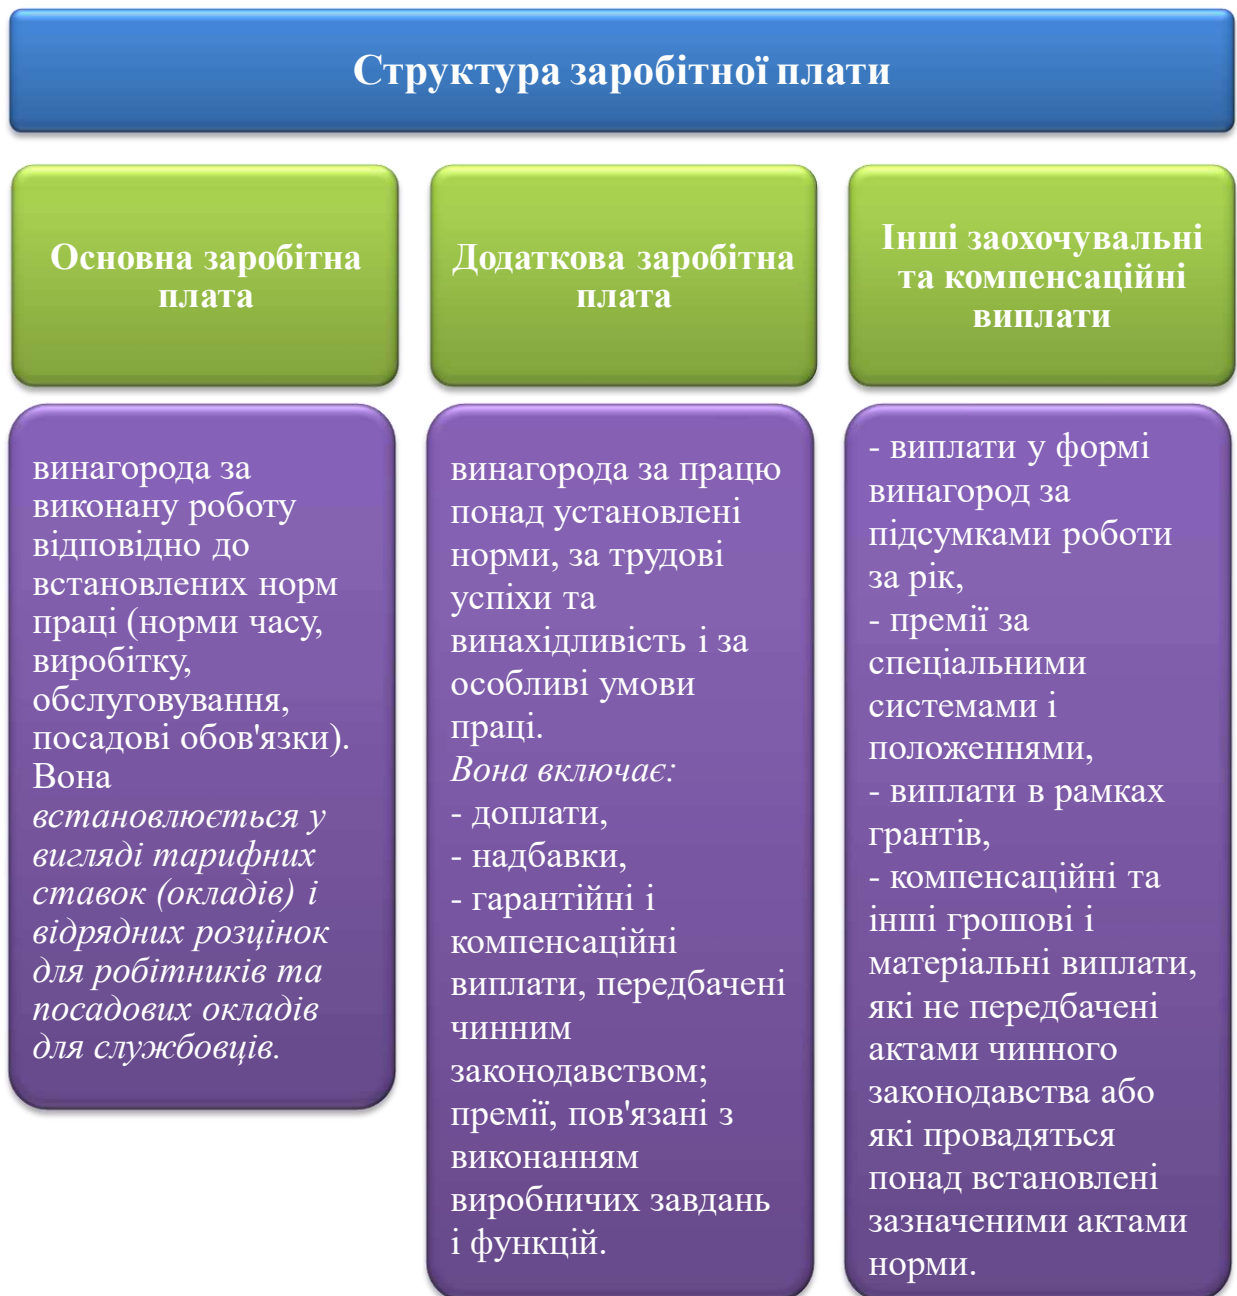 Структура заробітної плати
Основна заробітна
плата
Додаткова заробітна
плата
Інші заохочувальні
та компенсаційні
виплати
винагорода за
виконану роботу
відповідно до
встановлених норм
праці (норми часу,
виробітку,
обслуговування,
посадові обов'язки).
Вона
встановлюється у
вигляді тарифних
ставок (окладів) і
відрядних розцінок
для робітників та
посадових окладів
для службовців.
винагорода за працю
понад установлені
норми, за трудові
успіхи та
винахідливість і за
особливі умови
праці.
Вона включає:
- доплати,
- надбавки,
- гарантійні і
компенсаційні
виплати, передбачені
чинним
законодавством;
премії, пов'язані з
виконанням
виробничих завдань
і функцій.
- виплати у формі
винагород за
підсумками роботи
за рік,
- премії за
спеціальними
системами і
положеннями,
- виплати в рамках
грантів,
- компенсаційні та
інші грошові і
матеріальні виплати,
які не передбачені
актами чинного
законодавства або
які провадяться
понад встановлені
зазначеними актами
норми.